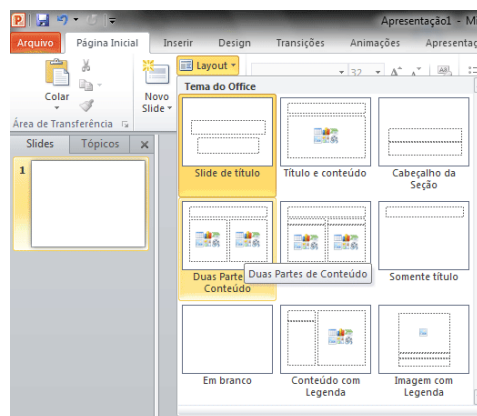 Apresentação1 - Mi
Arquivo Página Inicial Inserir Design Transições Animações Apresentaç
Layout
32
Colar
Novo
Slide
Área de Transferência
Slides Tópicos
1
Tema do Office
Slide de título
Título e conteúdo
Cabeçalho da
Seção
Duas Parte
Conteúdo
Duas Partes de Conteúdo
Somente título
Em branco
Conteúdo com
Legenda
Imagem com
Legenda